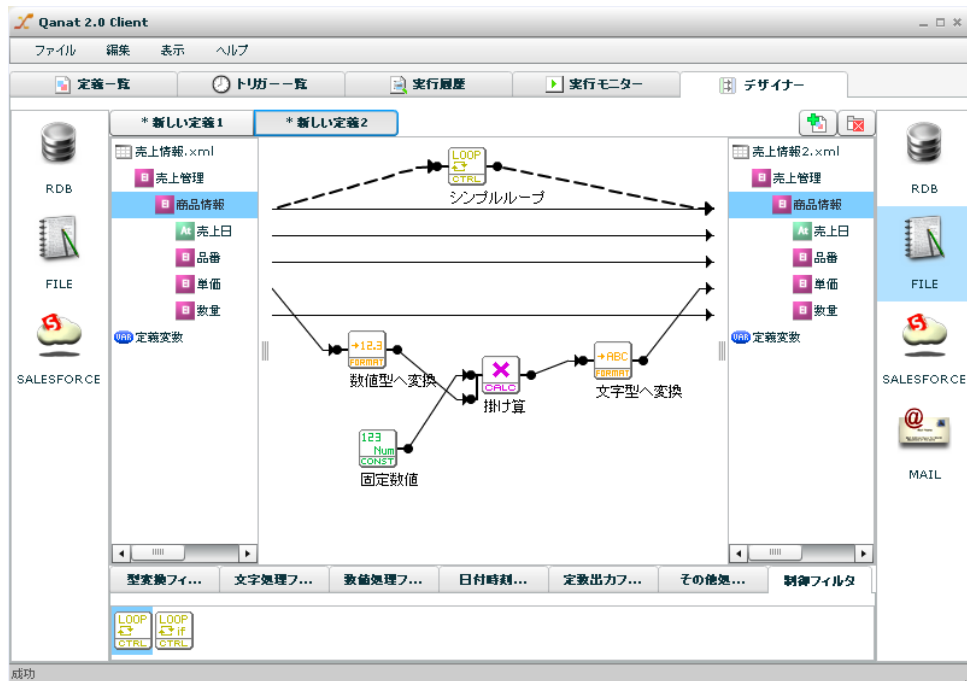 Qanat 2.0 Client
ファイル 編集 表示 ヘルプ
定義一覧 トリガー一覧 実行履歴 実行モニター デザイナー
* 新しい定義1 * 新しい定義2
RDB
FILE
SALESFORCE
売上情報.xml
E 売上管理
E 商品情報
At 売上日
E 品番
E 単価
E 数量
VAR 定義変数
LOOP
CTRL
シンプルループ
→12.3
FORMAT
数値型へ変換
CALC
掛け算
→ABC
FORMAT
文字型へ変換
123
Num
CONST
固定数値
売上情報2.xml
E 売上管理
E 商品情報
At 売上日
E 品番
E 単価
E 数量
VAR 定義変数
RDB
FILE
SALESFORCE
MAIL
型変換フィ... 文字処理フ... 数値処理フ... 日付時刻... 定数出力フ... その他処... 制御フィルタ
LOOP
CTRL
LOOP
if
CTRL
成功